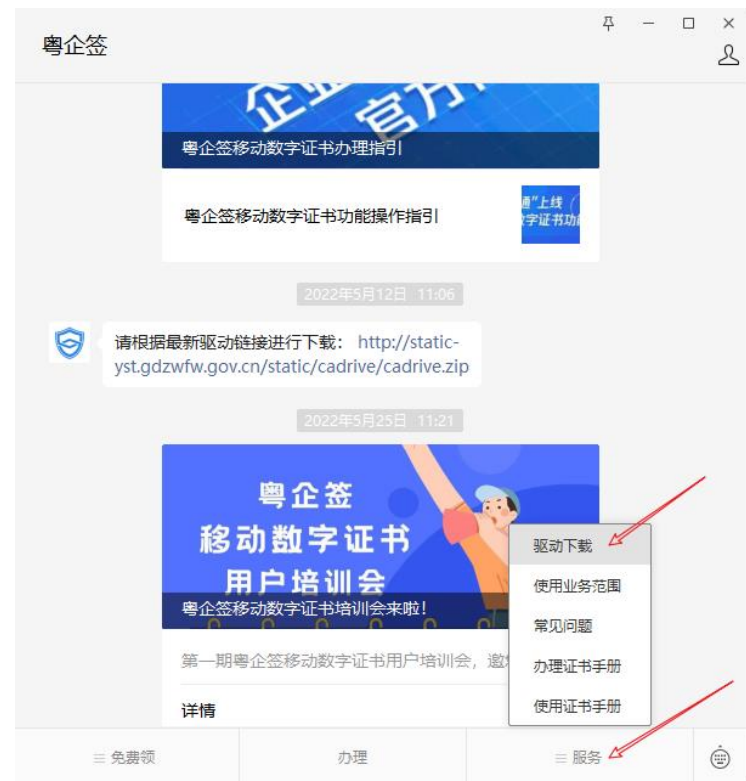 粤企签
粤企签移动数字证书办理指引
粤企签移动数字证书功能操作指引
2022年5月12日 11:06
请根据最新驱动链接进行下载： http://static-
yst.gdzwfw.gov.cn/static/cadrive/cadrive.zip
2022年5月25日 11:21
粤企签
移动数字证书
用户培训会
粤企签移动数字证书培训会来啦！
第一期粤企签移动数字证书用户培训会，
详情
驱动下载
使用业务范围
常见问题
办理证书手册
使用证书手册
免费领
办理
服务